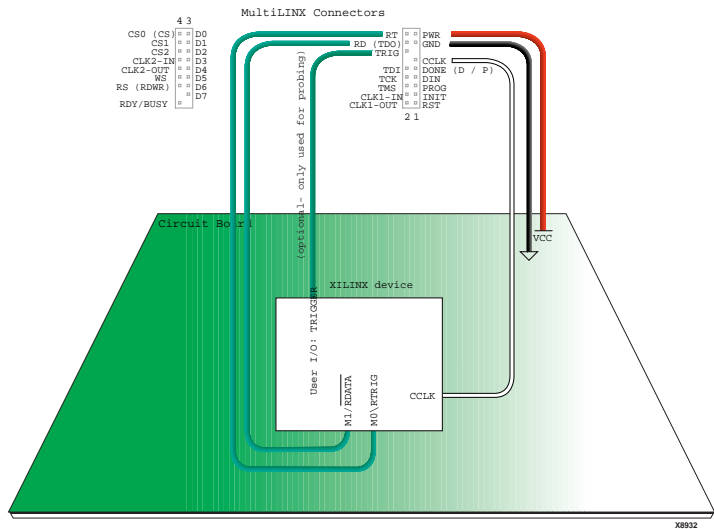 MultiLINX Connectors
4 3
CS0 (CS) D0
CS1 D1
CS2 D2
CLK2-IN D3
CLK2-OUT D4
WS D5
RS (RDWR) D6
D7
RDY/BUSY
RT PWR
RD (TDO) GND
TRIG
CCLK
TDI DONE (D / P)
TCK DIN
TMS PROG
CLK1-IN INIT
CLK1-OUT RST
2 1
(optional- only used for probing)
Circuit Board
VCC
XILINX device
User I/O: TRIGGER
M1/RDATA
M0\RTRIG
CCLK
X8932